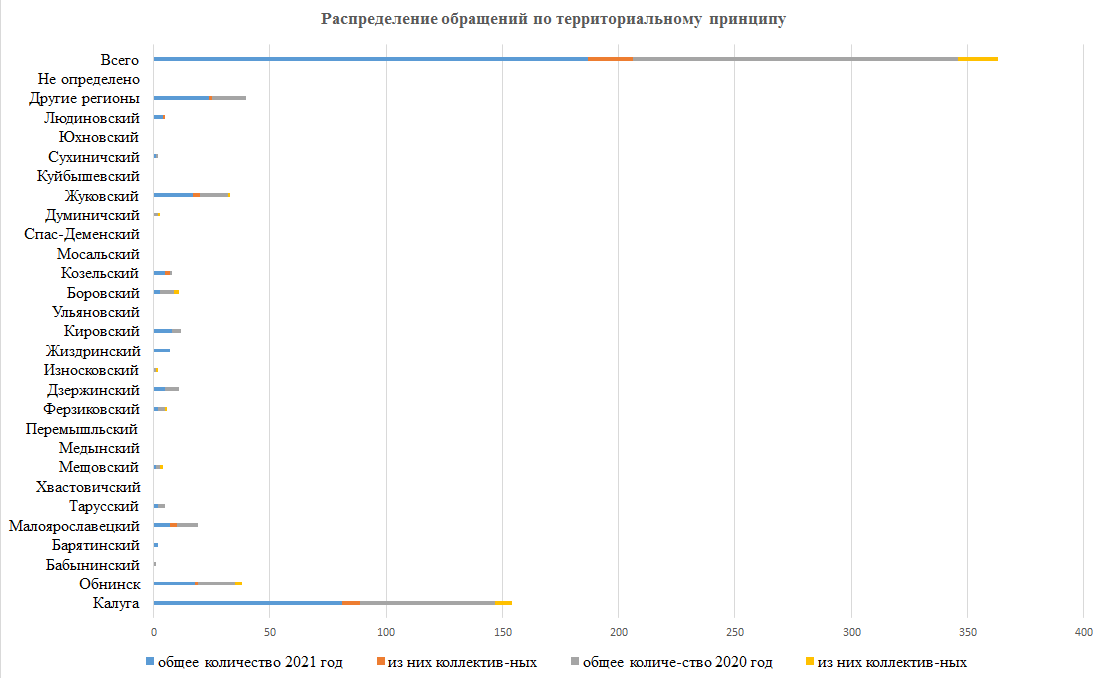 Распределение обращений по территориальному принципу
Всего
Не определено
Другие регионы
Людиновский
Юхновский
Сухиничский
Куйбышевский
Жуковский
Думиничский
Спас-Деменский
Мосальский
Козельский
Боровский
Ульяновский
Кировский
Жиздринский
Износковский
Дзержинский
Ферзиковский
Перемышльский
Медынский
Мещовский
Хвастовичский
Тарусский
Малоярославецкий
Барятинский
Бабынинский
Обнинск
Калуга
0 50 100 150 200 250 300 350 400
общее количество 2021 год из них коллектив-ных общее количе-ство 2020 год из них коллектив-ных